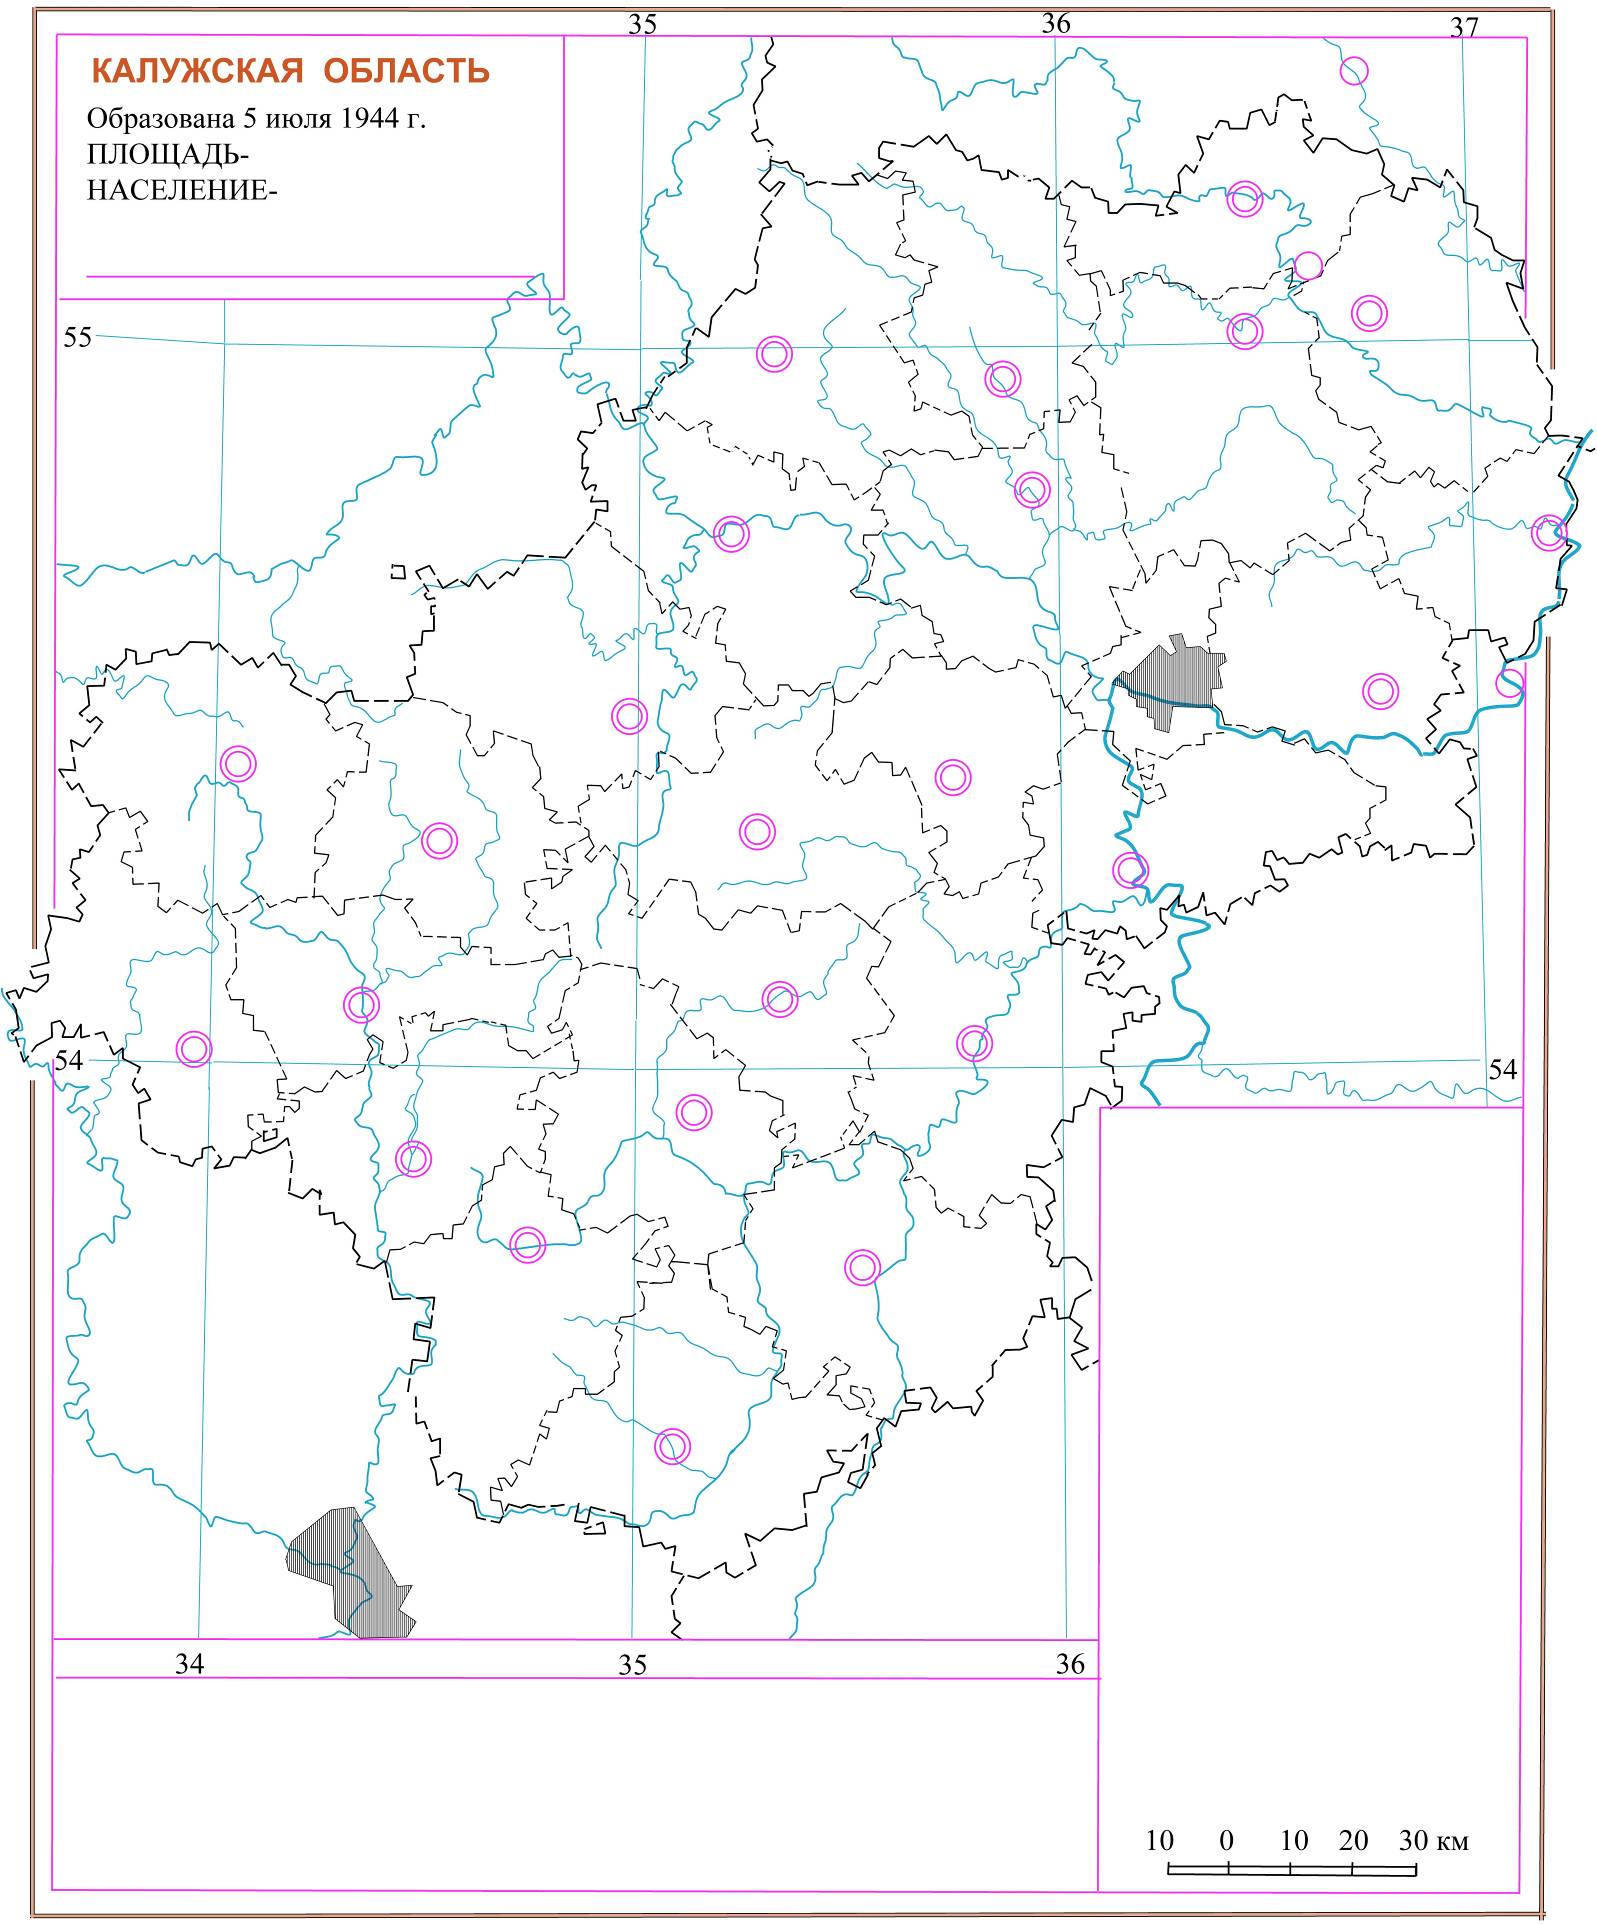 35 36 37
КАЛУЖСКАЯ ОБЛАСТЬ
Образована 5 июля 1944 г.
ПЛОЩАДЬ-
НАСЕЛЕНИЕ-
55
54 54
34 35 36
10 0 10 20 30 км